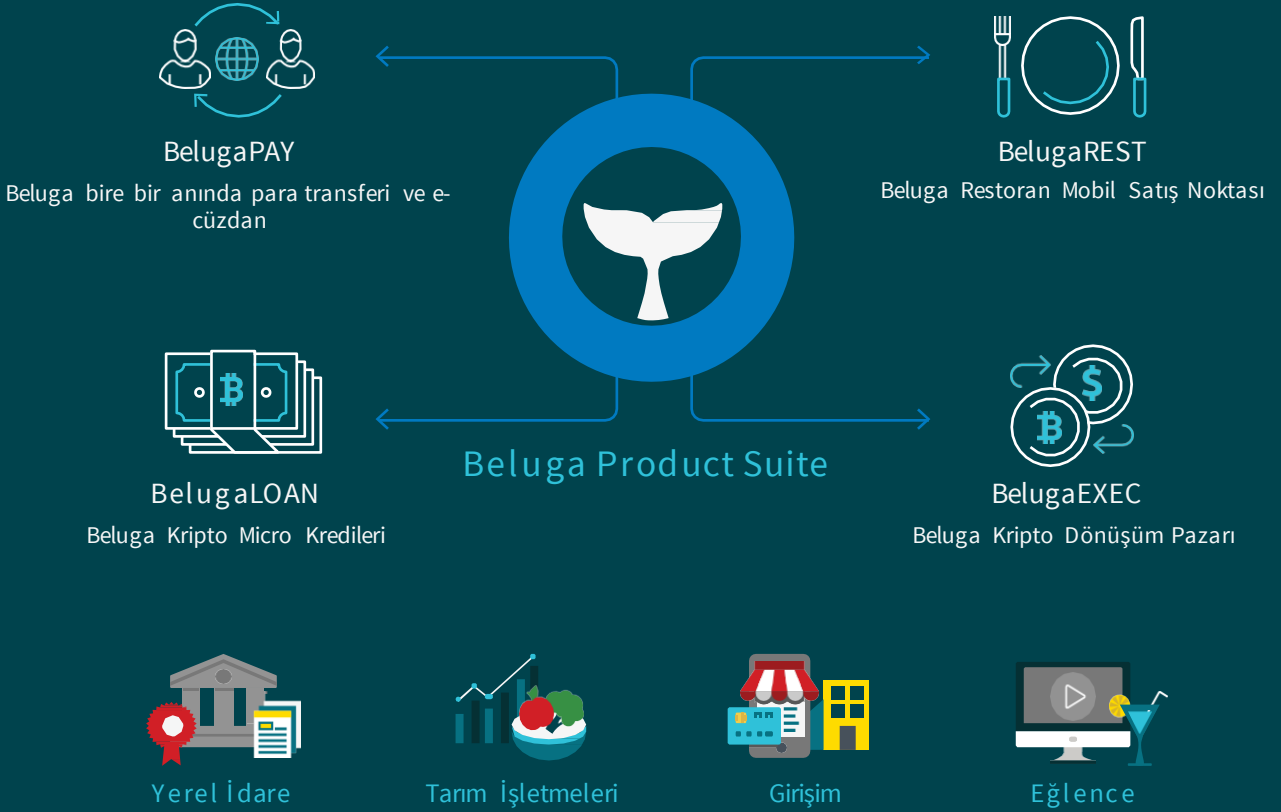 BelugaPAY
Beluga bire bir anında para transferi ve e-
cüzdan
BelugaREST
Beluga Restoran Mobil Satış Noktası
Beluga Product Suite
BelugaLOAN
Beluga Kripto Micro Kredileri
BelugaEXEC
Beluga Kripto Dönüşüm Pazarı
Yerel İdare
Tarım İşletmeleri
Girişim
Eğlence